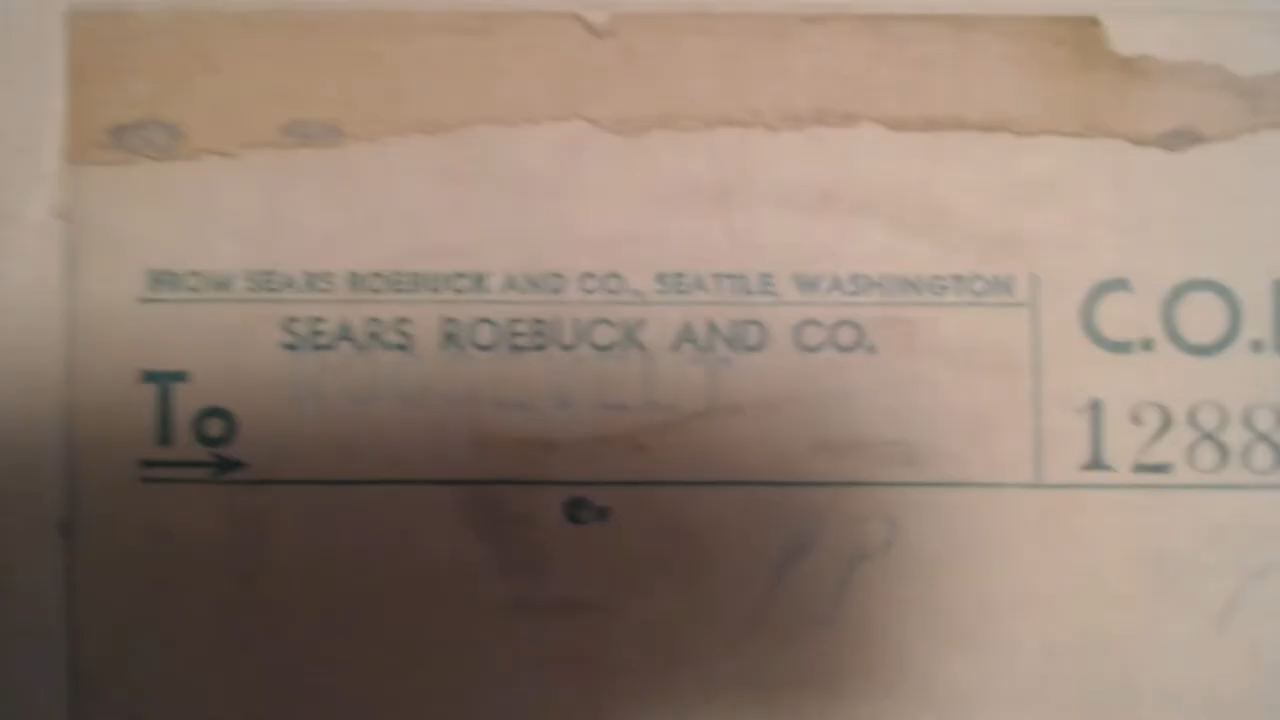 FROM SEARS ROEBUCK AND CO., SEATTLE, WASHINGTON
SEARS ROEBUCK AND CO.
To
C.O.
1288